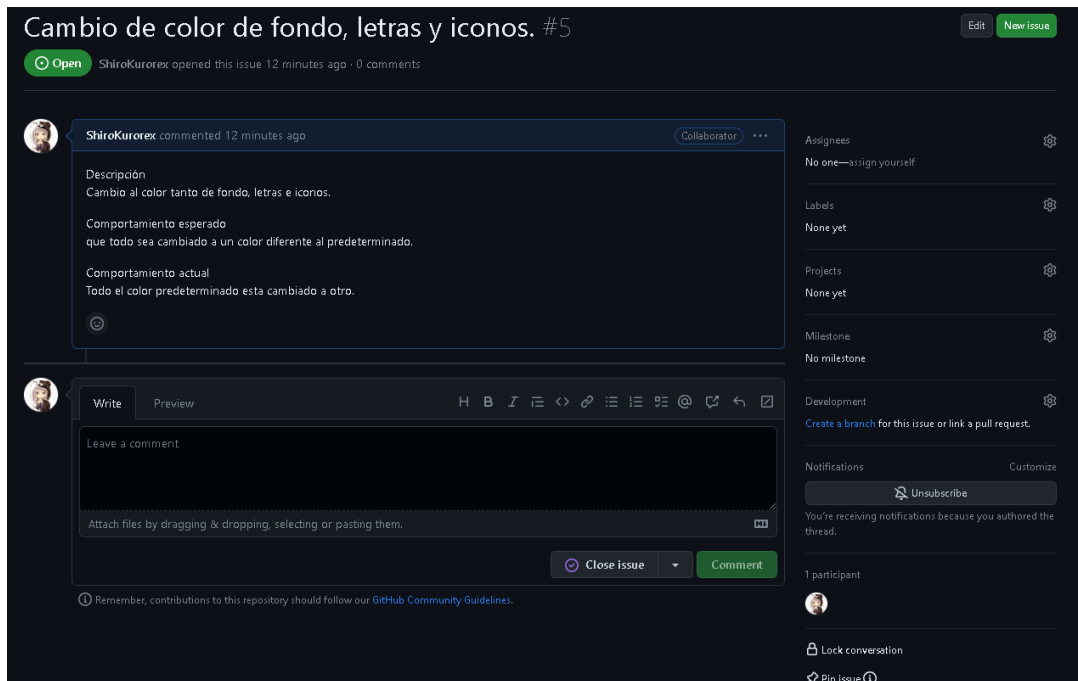 Cambio de color de fondo, letras y iconos. #5
Edit
New issue
Open
ShiroKurorex opened this issue 12 minutes ago · 0 comments
ShiroKurorex commented 12 minutes ago
Collaborator
Descripción
Cambio al color tanto de fondo, letras e iconos.
Comportamiento esperado
que todo sea cambiado a un color diferente al predeterminado.
Comportamiento actual
Todo el color predeterminado esta cambiado a otro.
Write
Preview
Leave a comment
Attach files by dragging & dropping, selecting or pasting them.
Close issue
Comment
Remember, contributions to this repository should follow our GitHub Community Guidelines.
Assignees
No one—assign yourself
Labels
None yet
Projects
None yet
Milestone
No milestone
Development
Create a branch for this issue or link a pull request.
Notifications
Customize
Unsubscribe
You're receiving notifications because you authored the
thread.
1 participant
Lock conversation
Pin issue